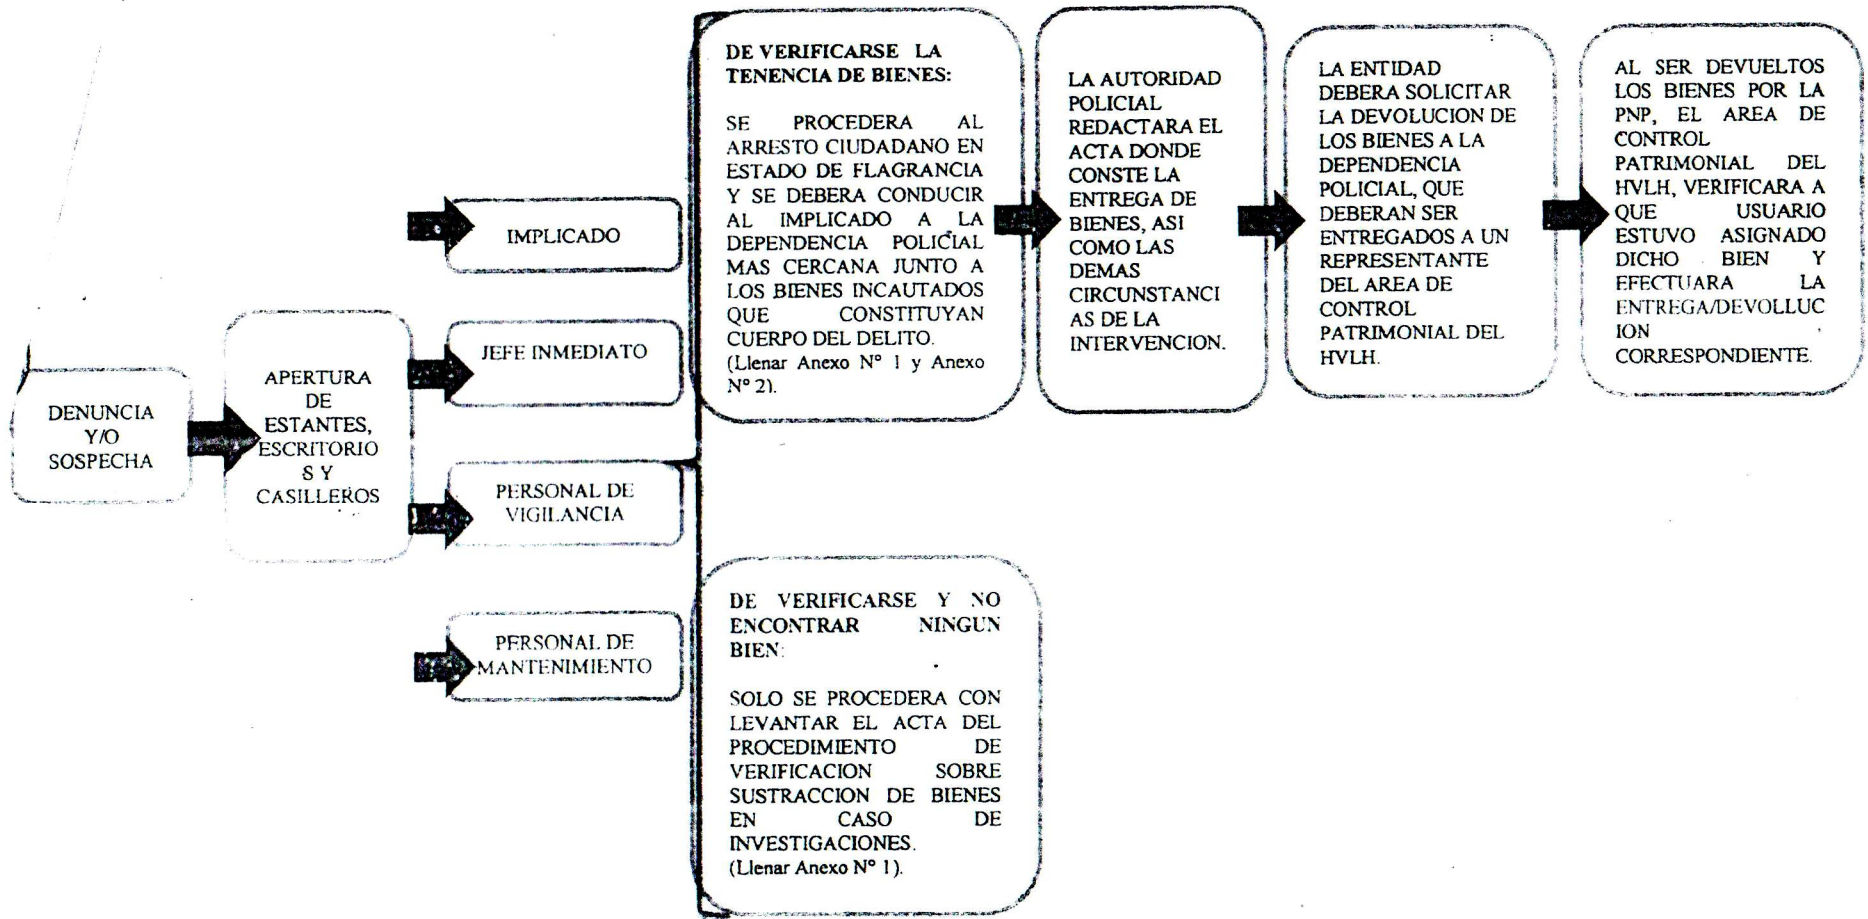 DENUNCIA
Y/O
SOSPECHA
APERTURA
DE
ESTANTES,
ESCRITORIO
S Y
CASILLEROS
IMPLICADO
JEFE INMEDIATO
PERSONAL DE
VIGILANCIA
PERSONAL DE
MANTENIMIENTO
DE VERIFICARSE LA
TENENCIA DE BIENES:
SE PROCEDERA AL
ARRESTO CIUDADANO EN
ESTADO DE FLAGRANCIA
Y SE DEBERA CONDUCIR
AL IMPLICADO A LA
DEPENDENCIA POLICIAL
MAS CERCANA JUNTO A
LOS BIENES INCAUTADOS
QUE CONSTITUYAN
CUERPO DEL DELITO.
(Llenar Anexo Nº 1 y Anexo
Nº 2).
LA AUTORIDAD
POLICIAL
REDACTARA EL
ACTA DONDE
CONSTE LA
ENTREGA DE
BIENES, ASI
COMO LAS
DEMAS
CIRCUNSTANCI
AS DE LA
INTERVENCION.
LA ENTIDAD
DEBERA SOLICITAR
LA DEVOLUCION DE
LOS BIENES A LA
DEPENDENCIA
POLICIAL, QUE
DEBERAN SER
ENTREGADOS A UN
REPRESENTANTE
DEL AREA DE
CONTROL
PATRIMONIAL DEL
HVLH.
AL SER DEVUELTOS
LOS BIENES POR LA
PNP, EL AREA DE
CONTROL
PATRIMONIAL DEL
HVLH, VERIFICARA A
QUE USUARIO
ESTUVO ASIGNADO
DICHO BIEN Y
EFECTUARA LA
ENTREGA/DEVOLLUC
ION
CORRESPONDIENTE.
DE VERIFICARSE Y NO
ENCONTRAR NINGUN
BIEN:
SOLO SE PROCEDERA CON
LEVANTAR EL ACTA DEL
PROCEDIMIENTO DE
VERIFICACION SOBRE
SUSTRACCION DE BIENES
EN CASO DE
INVESTIGACIONES.
(Llenar Anexo Nº 1).